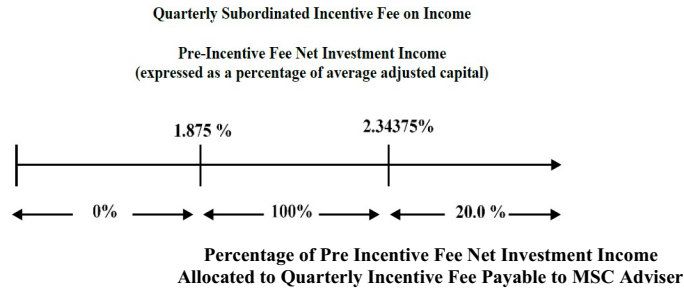 Quarterly Subordinated Incentive Fee on Income
Pre-Incentive Fee Net Investment Income
(expressed as a percentage of average adjusted capital)
1.875 %
2.34375%
0%
100%
20.0 %
Percentage of Pre Incentive Fee Net Investment Income
Allocated to Quarterly Incentive Fee Payable to MSC Adviser